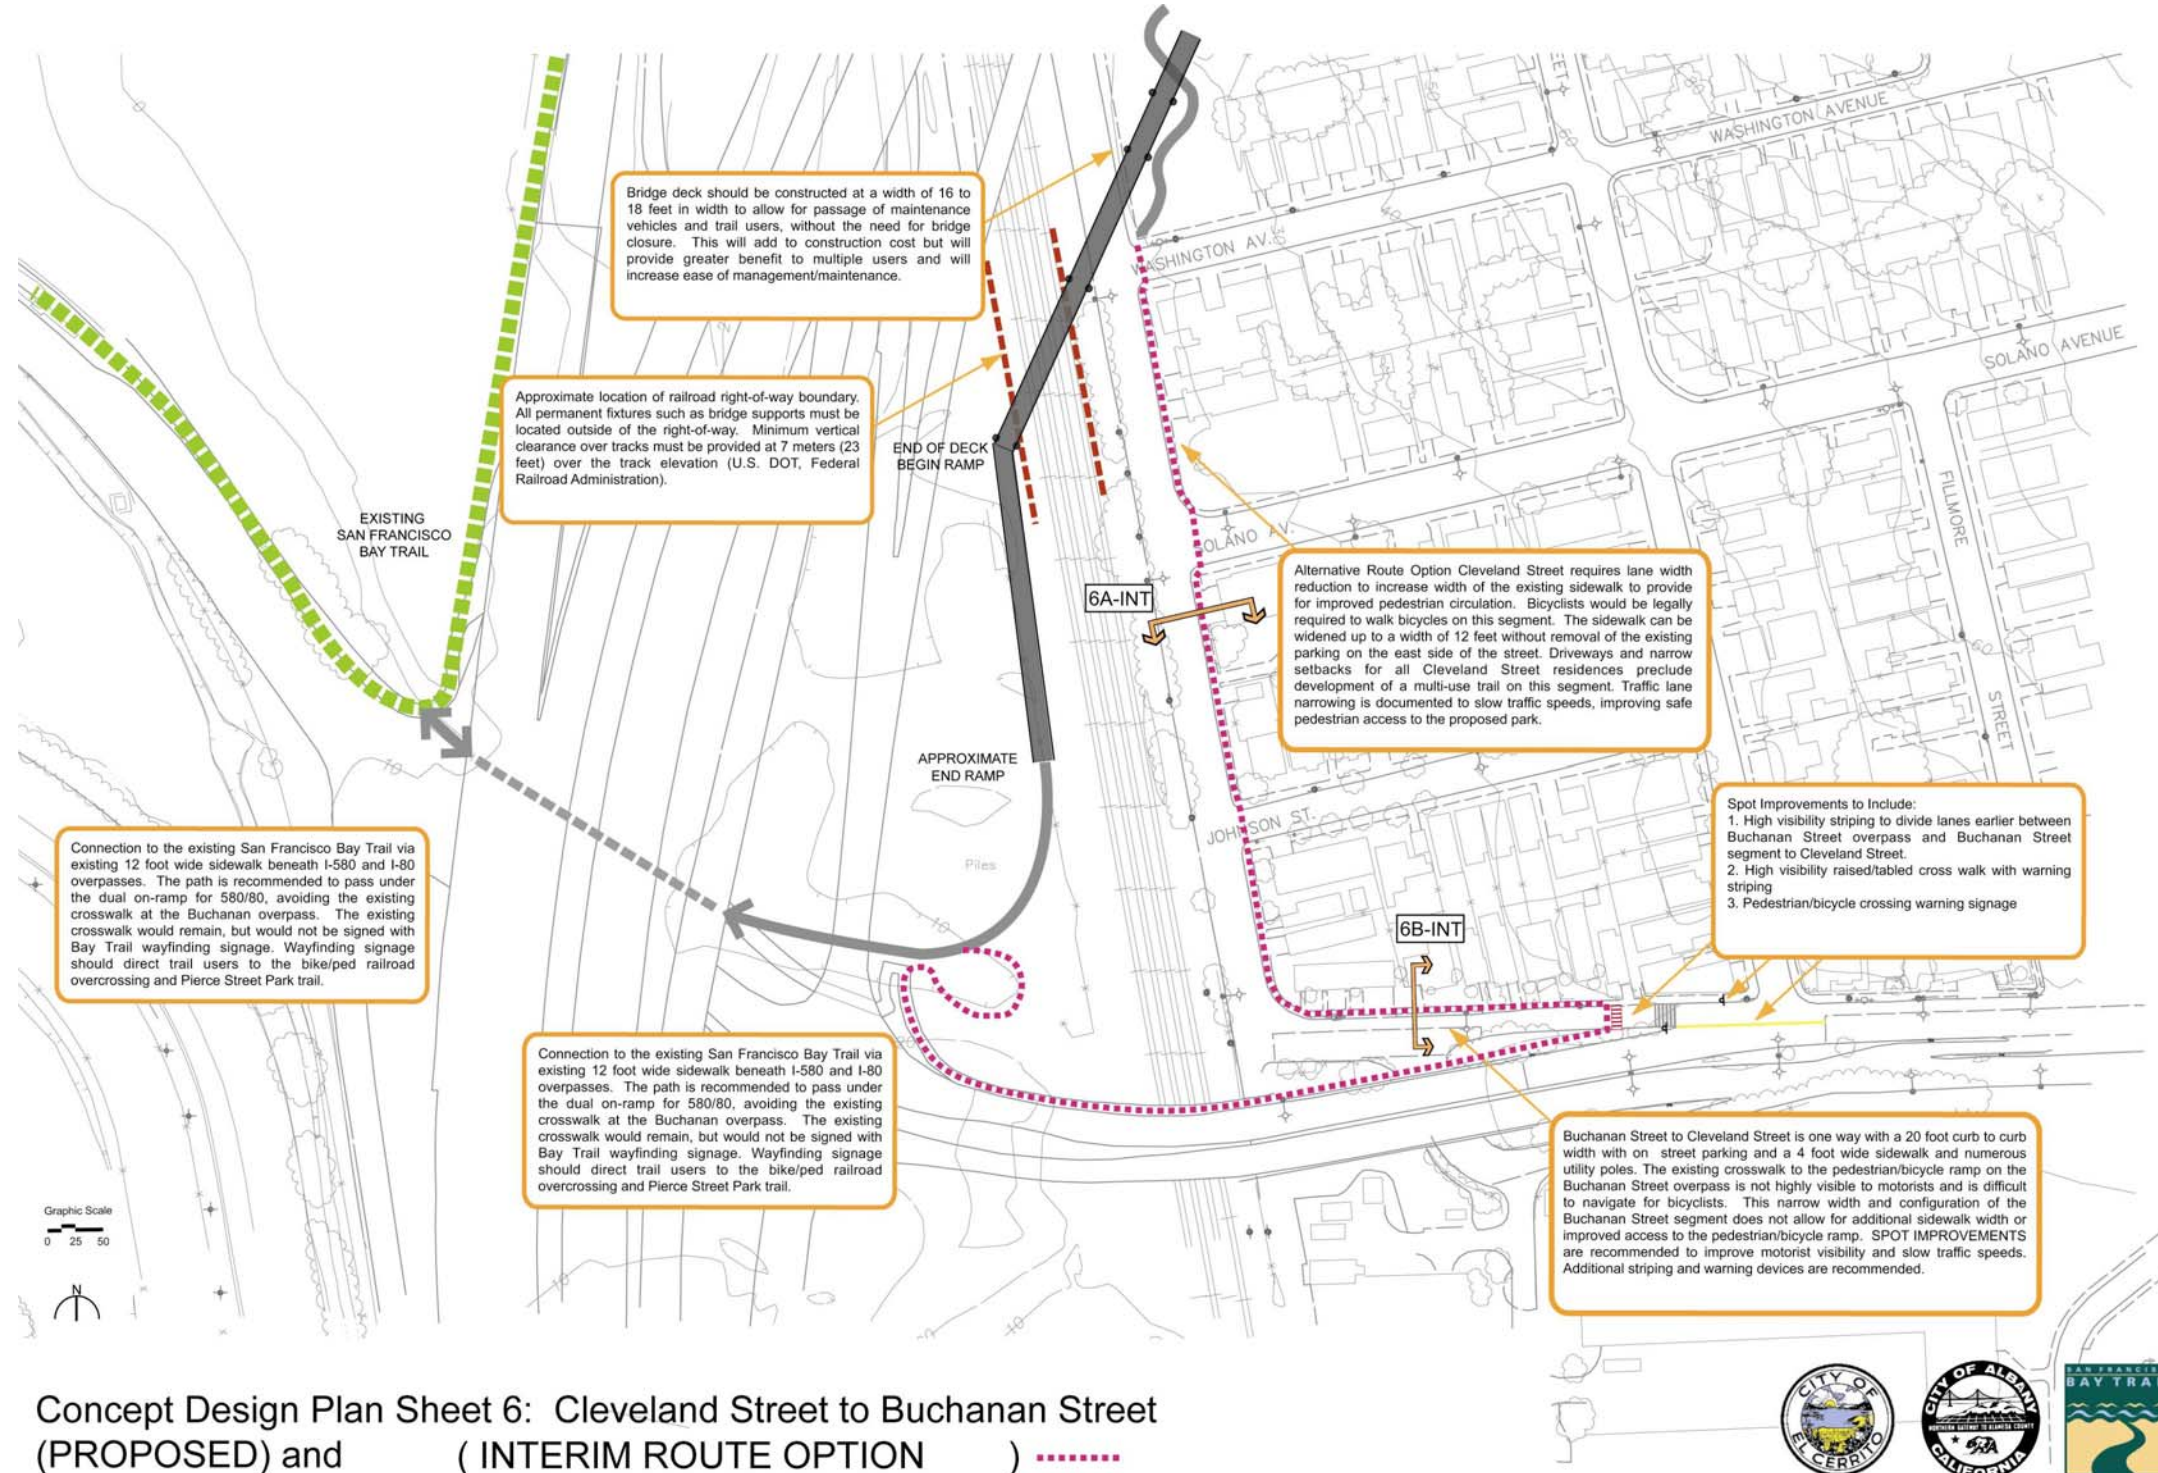 WASHINGTON AVENUE
Bridge deck should be constructed at a width of 16 to
18 feet in width to allow for passage of maintenance
vehicles and trail users, without the need for bridge
closure. This will add to construction cost but will
provide greater benefit to multiple users and will
increase ease of management/maintenance.
WASHINGTON AV.
SOLANO AVENUE
Approximate location of railroad right-of-way boundary.
All permanent fixtures such as bridge supports must be
located outside of the right-of-way. Minimum vertical
clearance over tracks must be provided at 7 meters (23
feet) over the track elevation (U.S. DOT, Federal
Railroad Administration).
END OF DECK
BEGIN RAMP
EXISTING
SAN FRANCISCO
BAY TRAIL
FILLMORE
STREET
SOLANO AV.
6A-INT
Alternative Route Option Cleveland Street requires lane width
reduction to increase width of the existing sidewalk to provide
for improved pedestrian circulation. Bicyclists would be legally
required to walk bicycles on this segment. The sidewalk can be
widened up to a width of 12 feet without removal of the existing
parking on the east side of the street. Driveways and narrow
setbacks for all Cleveland Street residences preclude
development of a multi-use trail on this segment. Traffic lane
narrowing is documented to slow traffic speeds, improving safe
pedestrian access to the proposed park.
10
APPROXIMATE
END RAMP
JOHNSON ST.
Spot Improvements to Include:
1. High visibility striping to divide lanes earlier between
Buchanan Street overpass and Buchanan Street
segment to Cleveland Street.
2. High visibility raised/tabled cross walk with warning
striping
3. Pedestrian/bicycle crossing warning signage
Connection to the existing San Francisco Bay Trail via
existing 12 foot wide sidewalk beneath I-580 and I-80
overpasses. The path is recommended to pass under
the dual on-ramp for 580/80, avoiding the existing
crosswalk at the Buchanan overpass. The existing
crosswalk would remain, but would not be signed with
Bay Trail wayfinding signage. Wayfinding signage
should direct trail users to the bike/ped railroad
overcrossing and Pierce Street Park trail.
Piles
10
6B-INT
Connection to the existing San Francisco Bay Trail via
existing 12 foot wide sidewalk beneath I-580 and I-80
overpasses. The path is recommended to pass under
the dual on-ramp for 580/80, avoiding the existing
crosswalk at the Buchanan overpass. The existing
crosswalk would remain, but would not be signed with
Bay Trail wayfinding signage. Wayfinding signage
should direct trail users to the bike/ped railroad
overcrossing and Pierce Street Park trail.
Buchanan Street to Cleveland Street is one way with a 20 foot curb to curb
width with on street parking and a 4 foot wide sidewalk and numerous
utility poles. The existing crosswalk to the pedestrian/bicycle ramp on the
Buchanan Street overpass is not highly visible to motorists and is difficult
to navigate for bicyclists. This narrow width and configuration of the
Buchanan Street segment does not allow for additional sidewalk width or
improved access to the pedestrian/bicycle ramp. SPOT IMPROVEMENTS
are recommended to improve motorist visibility and slow traffic speeds.
Additional striping and warning devices are recommended.
Graphic Scale
0 25 50
N
10
10
Concept Design Plan Sheet 6: Cleveland Street to Buchanan Street
(PROPOSED) and ( INTERIM ROUTE OPTION )
CITY OF
EL CERRITO
CITY OF ALBANY
CALIFORNIA
BAY TRA